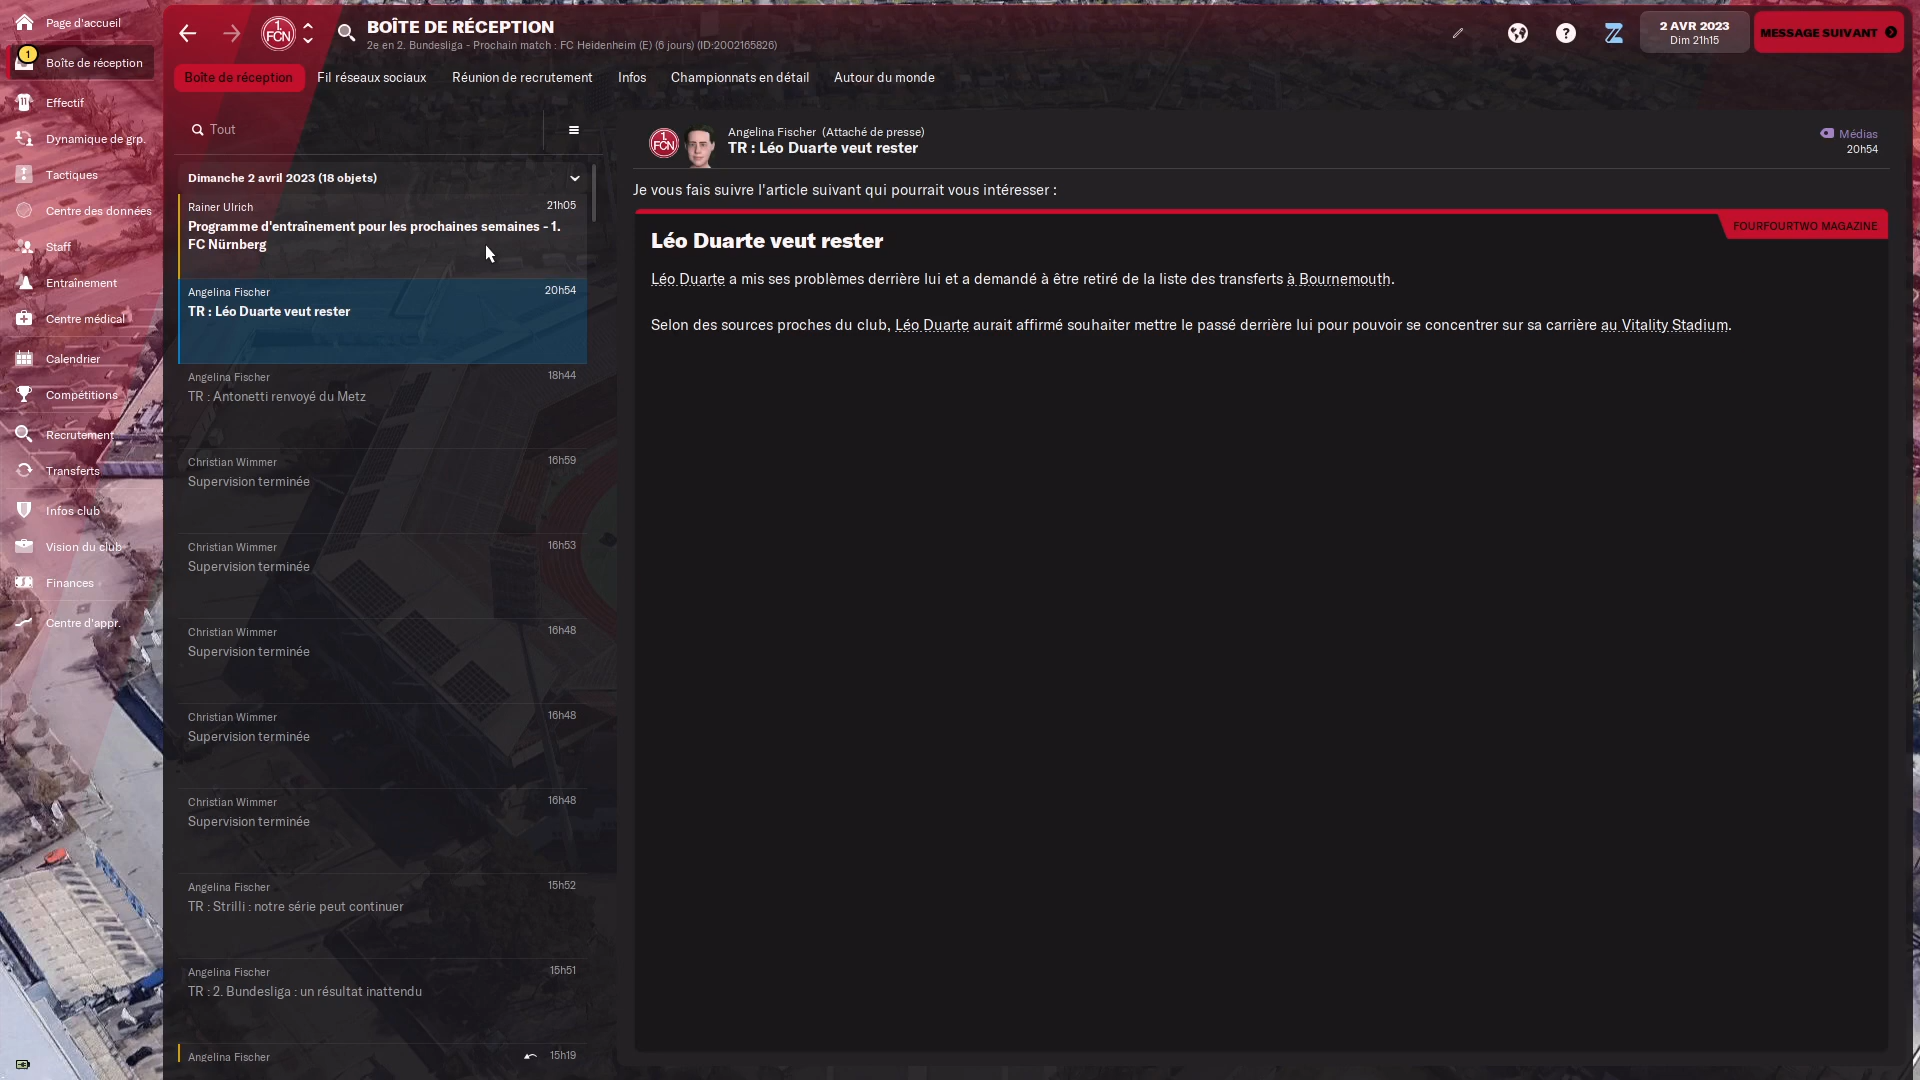 Page d'accueil
1
Boîte de réception
Effectif
Dynamique de grp.
Tactiques
Centre des données
Staff
Entraînement
Centre médical
Calendrier
Compétitions
Recrutement
Transferts
Infos club
Vision du club
Finances
Centre d'appr.
1. FCN
BOÎTE DE RÉCEPTION
2e en 2. Bundesliga - Prochain match : FC Heidenheim (E) (6 jours) (ID:2002165826)
2 AVR 2023
Dim 21h15
MESSAGE SUIVANT
Boîte de réception
Fil réseaux sociaux
Réunion de recrutement
Infos
Championnats en détail
Autour du monde
Tout
Dimanche 2 avril 2023 (18 objets)
Rainer Ulrich
21h05
Programme d'entraînement pour les prochaines semaines - 1.
FC Nürnberg
Angelina Fischer
20h54
TR : Léo Duarte veut rester
Angelina Fischer
18h44
TR : Antonetti renvoyé du Metz
Christian Wimmer
16h59
Supervision terminée
Christian Wimmer
16h53
Supervision terminée
Christian Wimmer
16h48
Supervision terminée
Christian Wimmer
16h48
Supervision terminée
Christian Wimmer
16h48
Supervision terminée
Angelina Fischer
15h52
TR : Strilli : notre série peut continuer
Angelina Fischer
15h51
TR : 2. Bundesliga : un résultat inattendu
Angelina Fischer
15h19
1. FCN
Angelina Fischer (Attaché de presse)
TR : Léo Duarte veut rester
Médias
20h54
Je vous fais suivre l'article suivant qui pourrait vous intéresser :
FOURFOURTWO MAGAZINE
Léo Duarte veut rester
Léo Duarte a mis ses problèmes derrière lui et a demandé à être retiré de la liste des transferts à Bournemouth.
Selon des sources proches du club, Léo Duarte aurait affirmé souhaiter mettre le passé derrière lui pour pouvoir se concentrer sur sa carrière au Vitality Stadium.